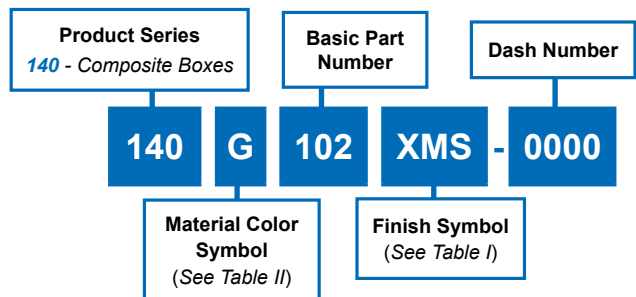 Product Series
140 - Composite Boxes
Basic Part
Number
Dash Number
140 G 102 XMS - 0000
Material Color
Symbol
(See Table II)
Finish Symbol
(See Table I)